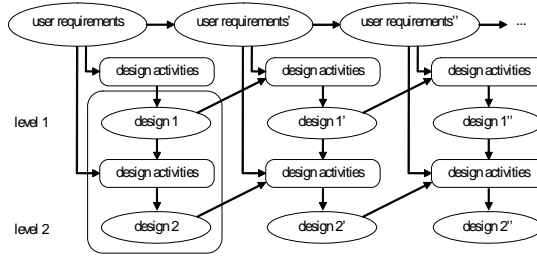 user requirements user requirements' user requirements'' ...
design activities design activities design activities
level 1 design 1 design 1' design 1''
design activities design activities design activities
level 2 design 2 design 2' design 2''